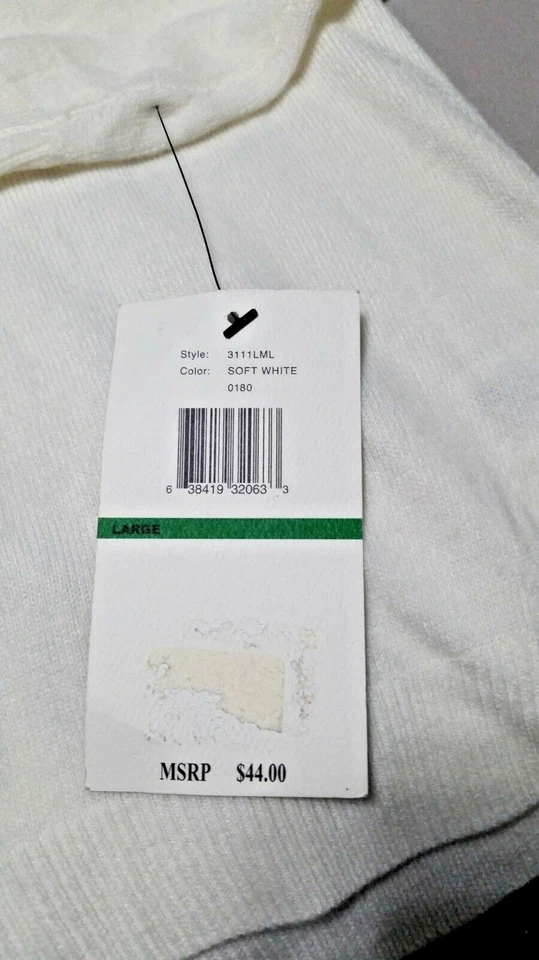 Style: 3111LML
Color: SOFT WHITE
0180
6 38419 32063 3
LARGE
MSRP $44.00